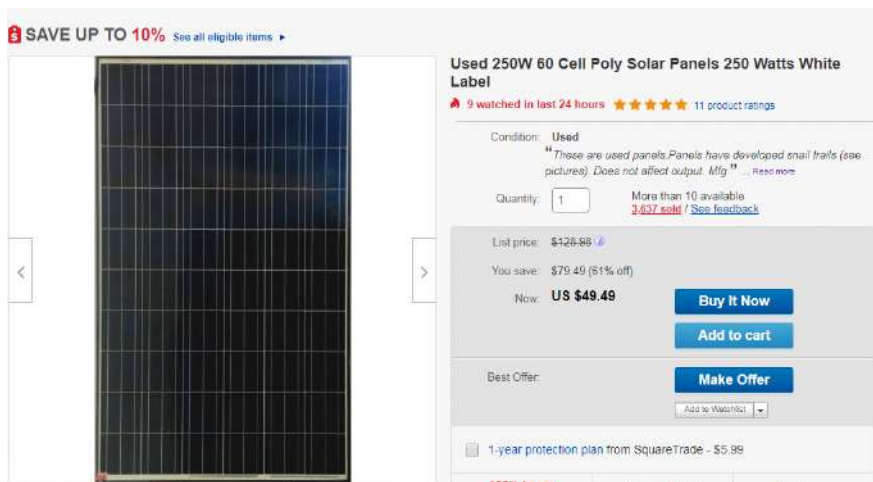 SAVE UP TO 10% See all eligible items
Used 250W 60 Cell Poly Solar Panels 250 Watts White
Label
9 watched in last 24 hours 11 product ratings
Condition: Used
"These are used panels.Panels have developed snail trails (see
pictures). Does not affect output. Mfg" ... Read more
Quantity: 1 More than 10 available
3,637 sold / See feedback
List price: $128.98
You save: $79.49 (61% off)
Now: US $49.49
Buy It Now
Add to cart
Best Offer:
Make Offer
Add to Watchlist
1-year protection plan from SquareTrade - $5.99